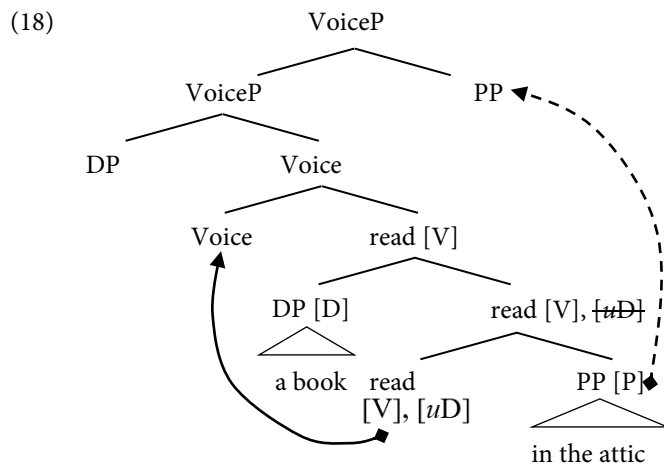 (18) VoiceP
VoiceP PP
DP Voice
Voice read [V]
DP [D] read [V], [uD]
a book read PP [P]
[V], [uD]
in the attic